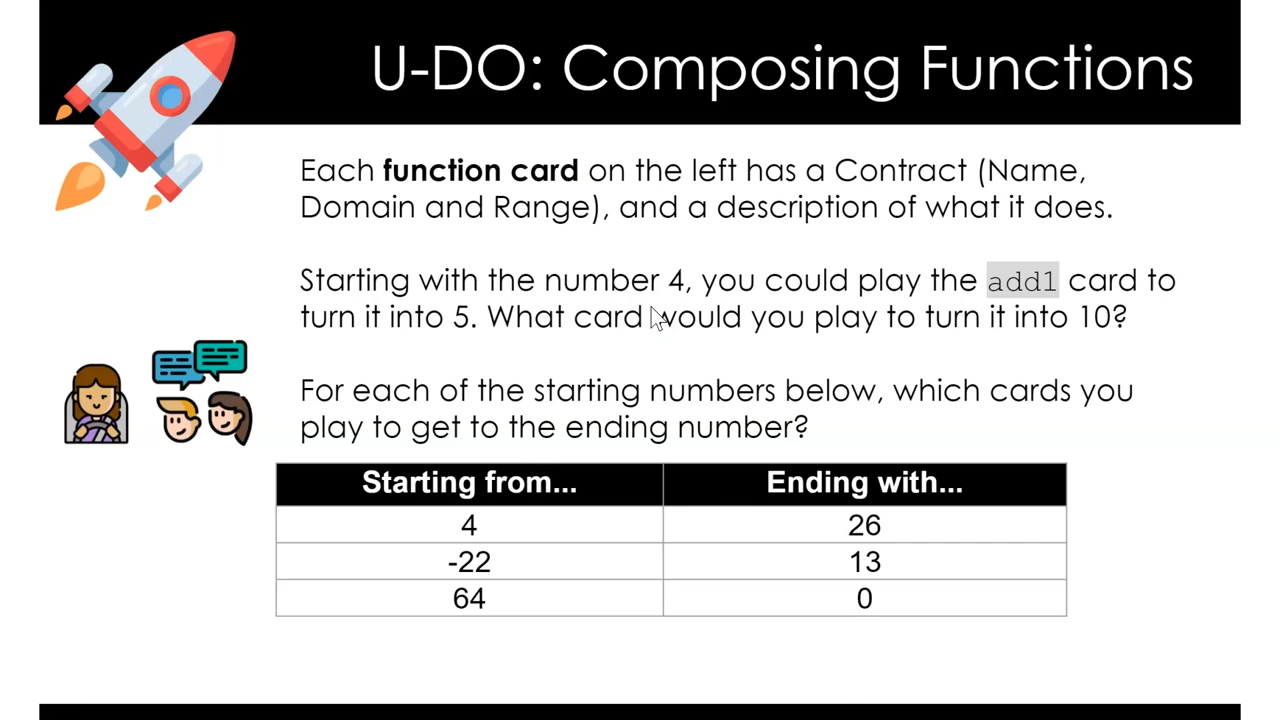 U-DO: Composing Functions
Each function card on the left has a Contract (Name,
Domain and Range), and a description of what it does.
Starting with the number 4, you could play the add1 card to
turn it into 5. What card would you play to turn it into 10?
For each of the starting numbers below, which cards you
play to get to the ending number?
Starting from... Ending with...
4 26
-22 13
64 0